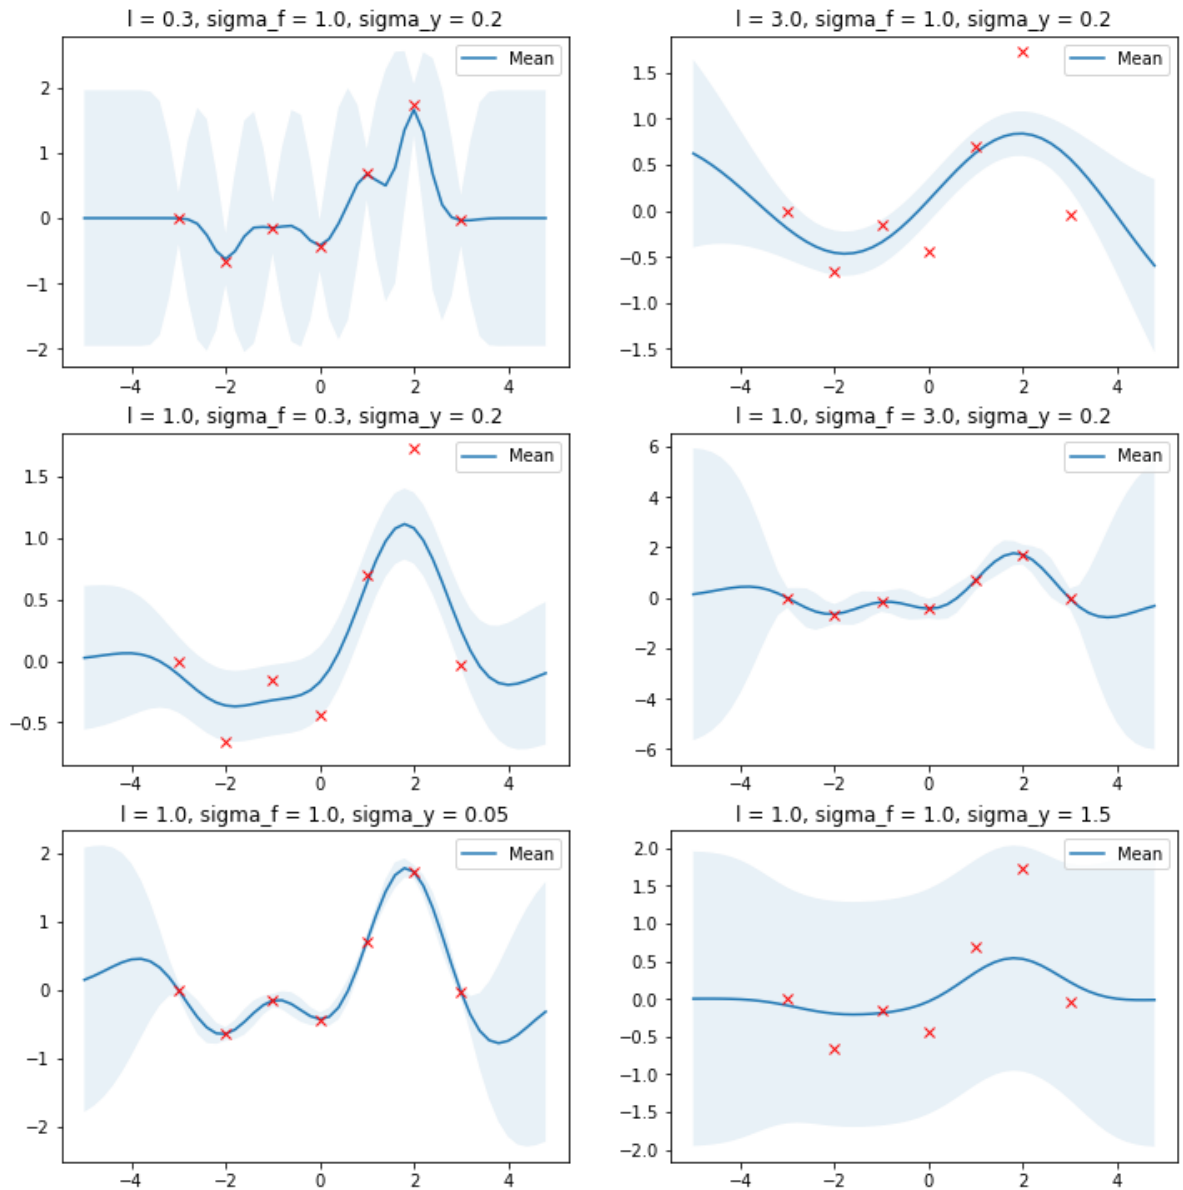 l = 0.3, sigma_f = 1.0, sigma_y = 0.2
Mean
2
1
0
−1
−2
−4 −2 0 2 4
l = 3.0, sigma_f = 1.0, sigma_y = 0.2
Mean
1.5
1.0
0.5
0.0
−0.5
−1.0
−1.5
−4 −2 0 2 4
l = 1.0, sigma_f = 0.3, sigma_y = 0.2
Mean
1.5
1.0
0.5
0.0
−0.5
−4 −2 0 2 4
l = 1.0, sigma_f = 3.0, sigma_y = 0.2
Mean
6
4
2
0
−2
−4
−6
−4 −2 0 2 4
l = 1.0, sigma_f = 1.0, sigma_y = 0.05
Mean
2
1
0
−1
−2
−4 −2 0 2 4
l = 1.0, sigma_f = 1.0, sigma_y = 1.5
Mean
2.0
1.5
1.0
0.5
0.0
−0.5
−1.0
−1.5
−2.0
−4 −2 0 2 4